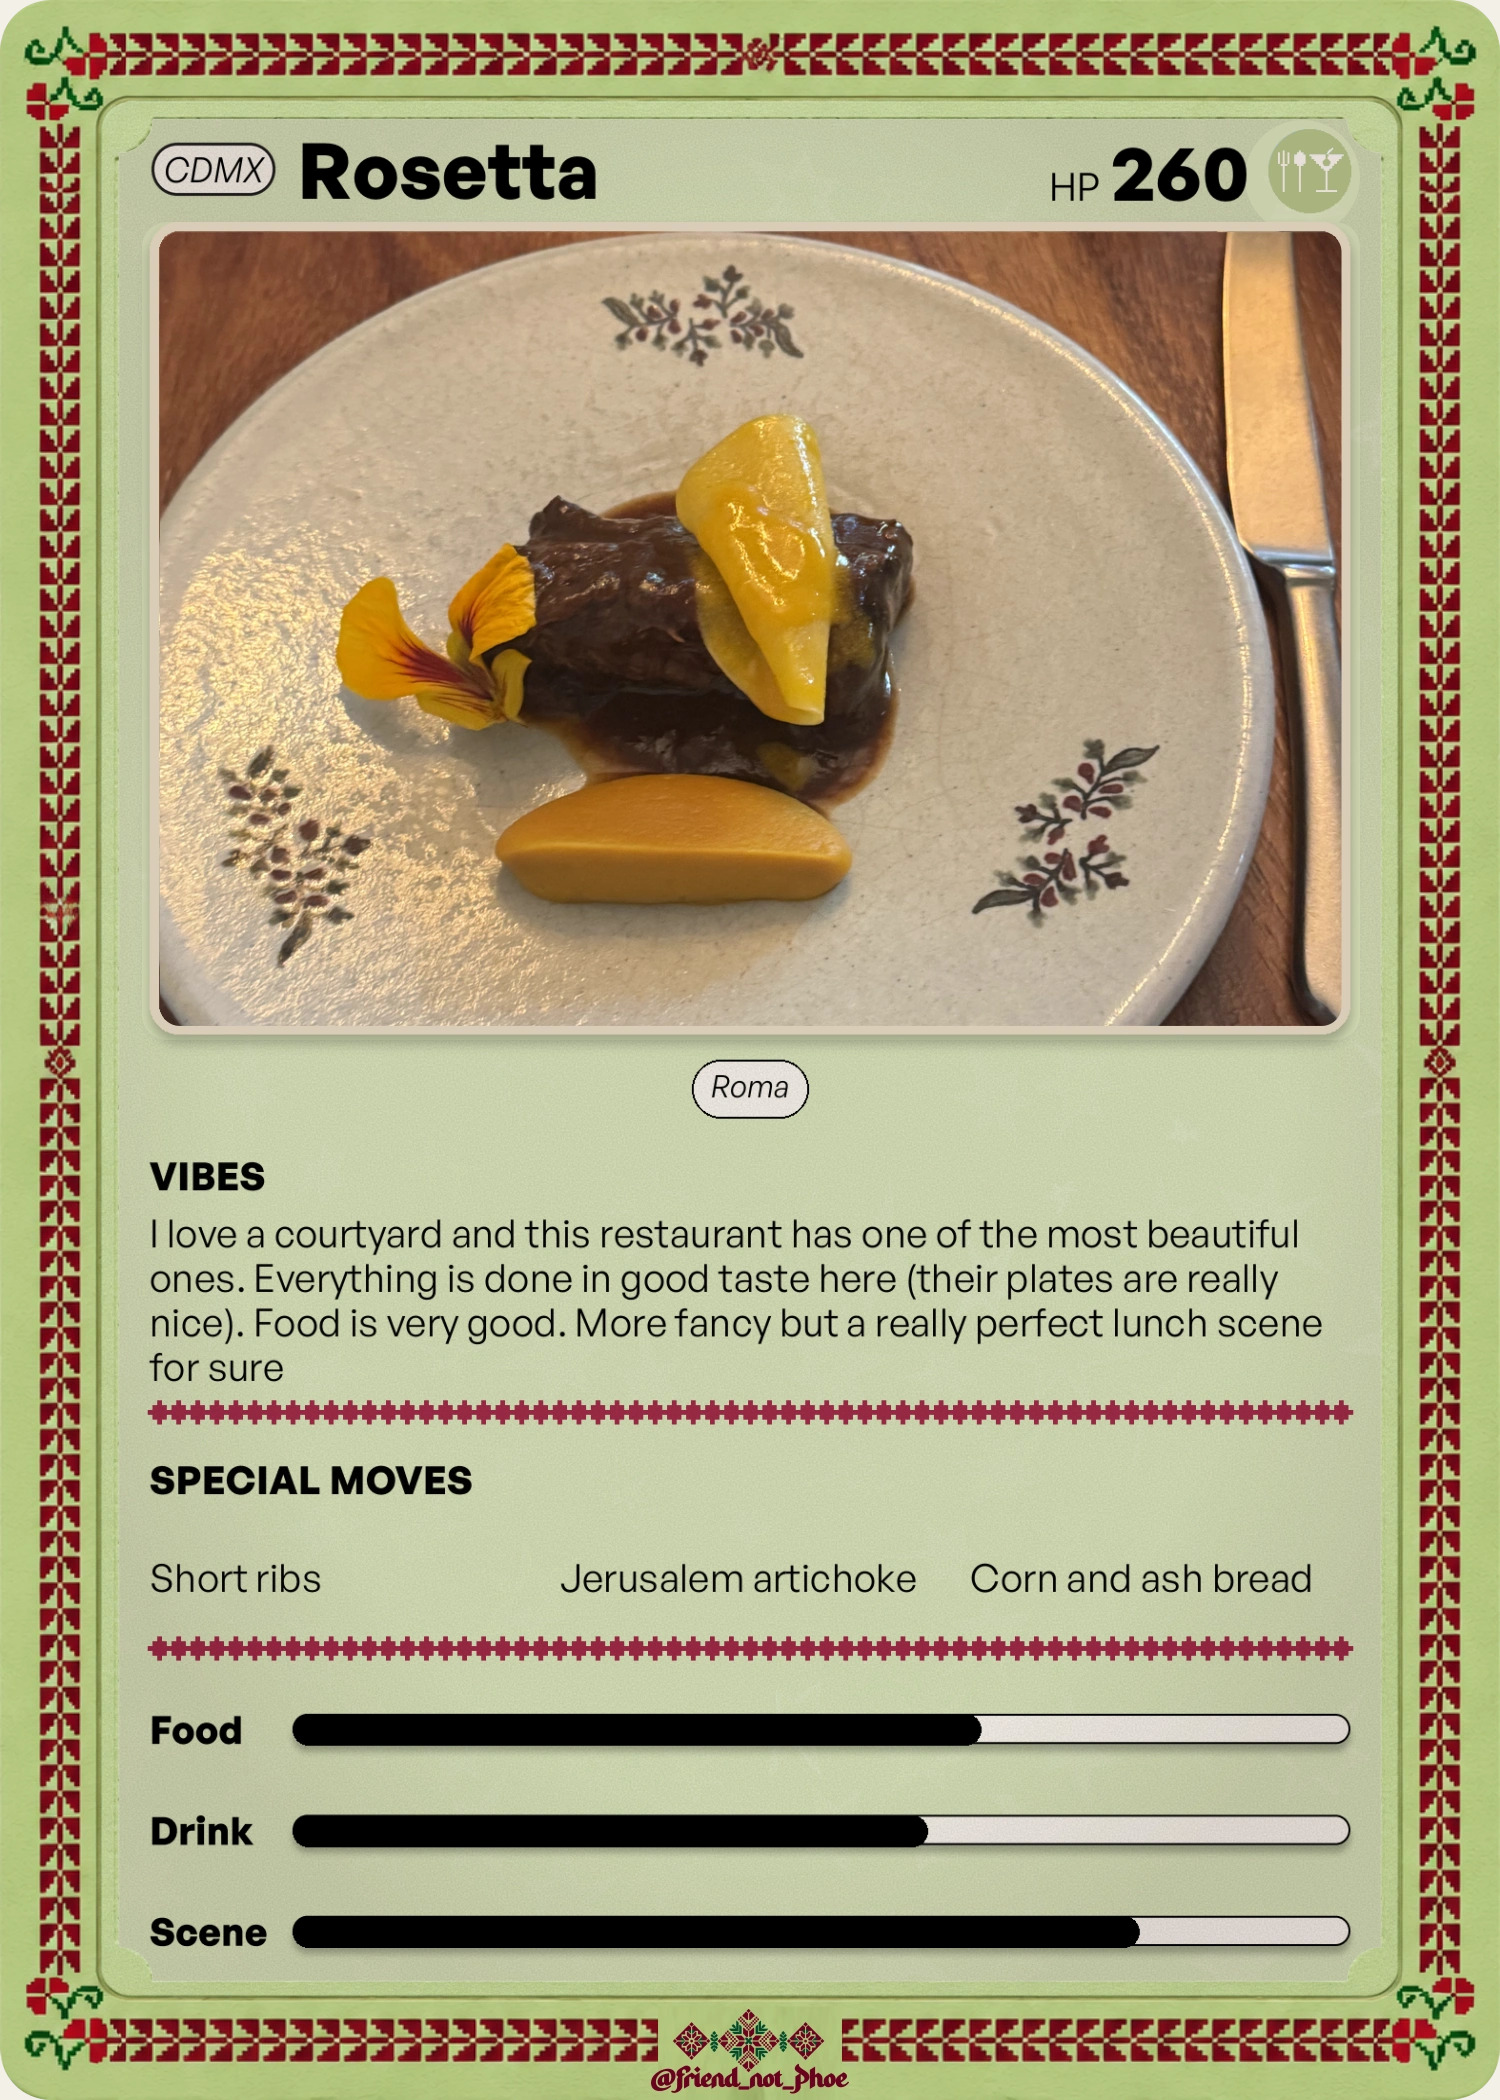 CDMX Rosetta HP 260
Roma
VIBES
I love a courtyard and this restaurant has one of the most beautiful
ones. Everything is done in good taste here (their plates are really
nice). Food is very good. More fancy but a really perfect lunch scene
for sure
SPECIAL MOVES
Short ribs Jerusalem artichoke Corn and ash bread
Food
Drink
Scene
@friend_not_Phoe